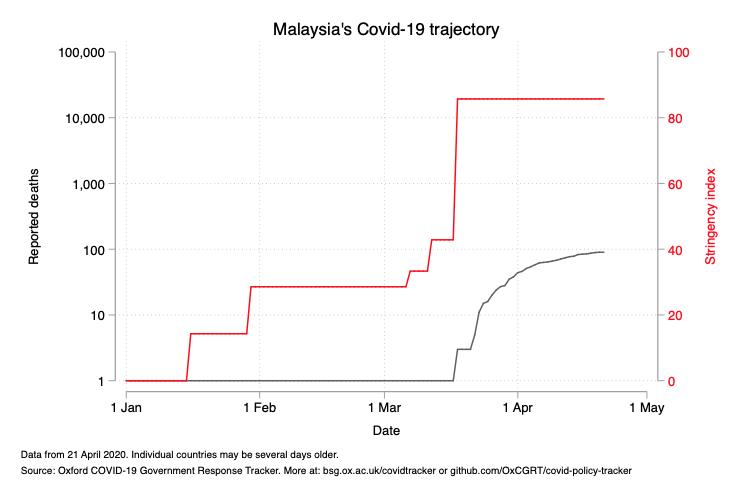 Malaysia's Covid-19 trajectory
100,000
10,000
1,000
100
10
1
Reported deaths
100
80
60
40
20
0
Stringency index
1 Jan 1 Feb 1 Mar 1 Apr 1 May
Date
Data from 21 April 2020. Individual countries may be several days older.
Source: Oxford COVID-19 Government Response Tracker. More at: bsg.ox.ac.uk/covidtracker or github.com/OxCGRT/covid-policy-tracker